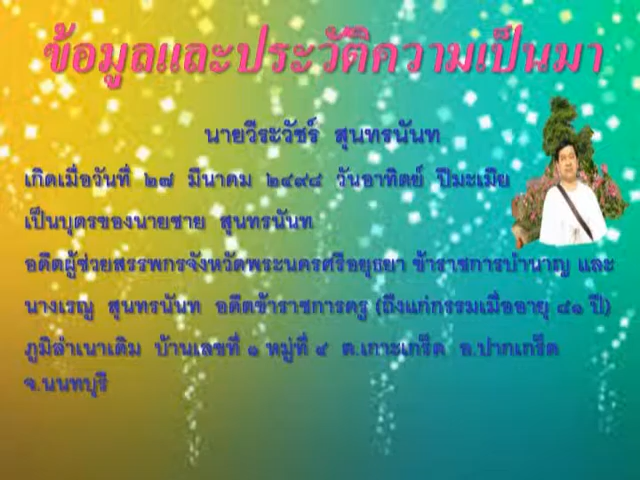 ข้อมูลและประวัติความเป็นมา
นายวีระวัชร์ สุนทรนันท
เกิดเมื่อวันที่ ๒๗ มีนาคม ๒๔๙๘ วันอาทิตย์ ปีมะเมีย
เป็นบุตรของนายชาย สุนทรนันท
อดีตผู้ช่วยสรรพกรจังหวัดพระนครศรีอยุธยา ข้าราชการบำนาญ และ
นางเรณู สุนทรนันท อดีตข้าราชการครู (ถึงแก่กรรมเมื่ออายุ ๘๑ ปี)
ภูมิลำเนาเดิม บ้านเลขที่ ๑ หมู่ที่ ๔ ต.เกาะเกร็ด อ.ปากเกร็ด
จ.นนทบุรี